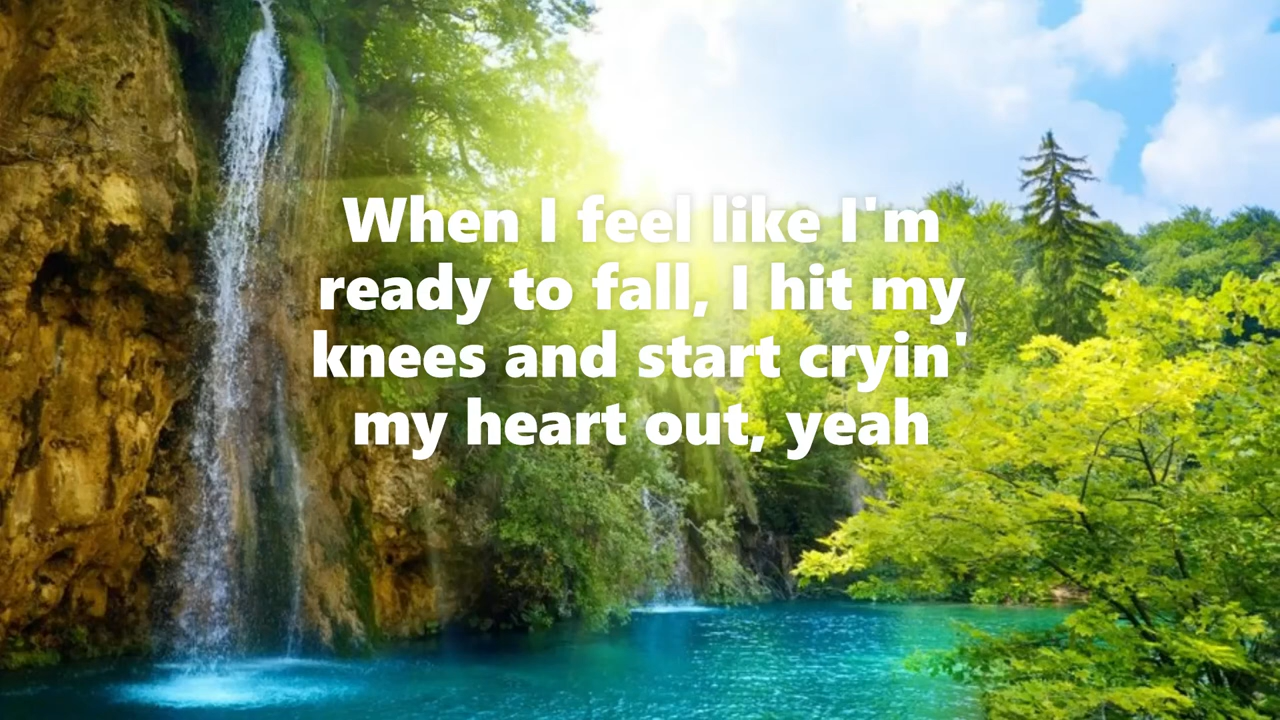 When I feel like I'm
ready to fall, I hit my
knees and start cryin'
my heart out, yeah